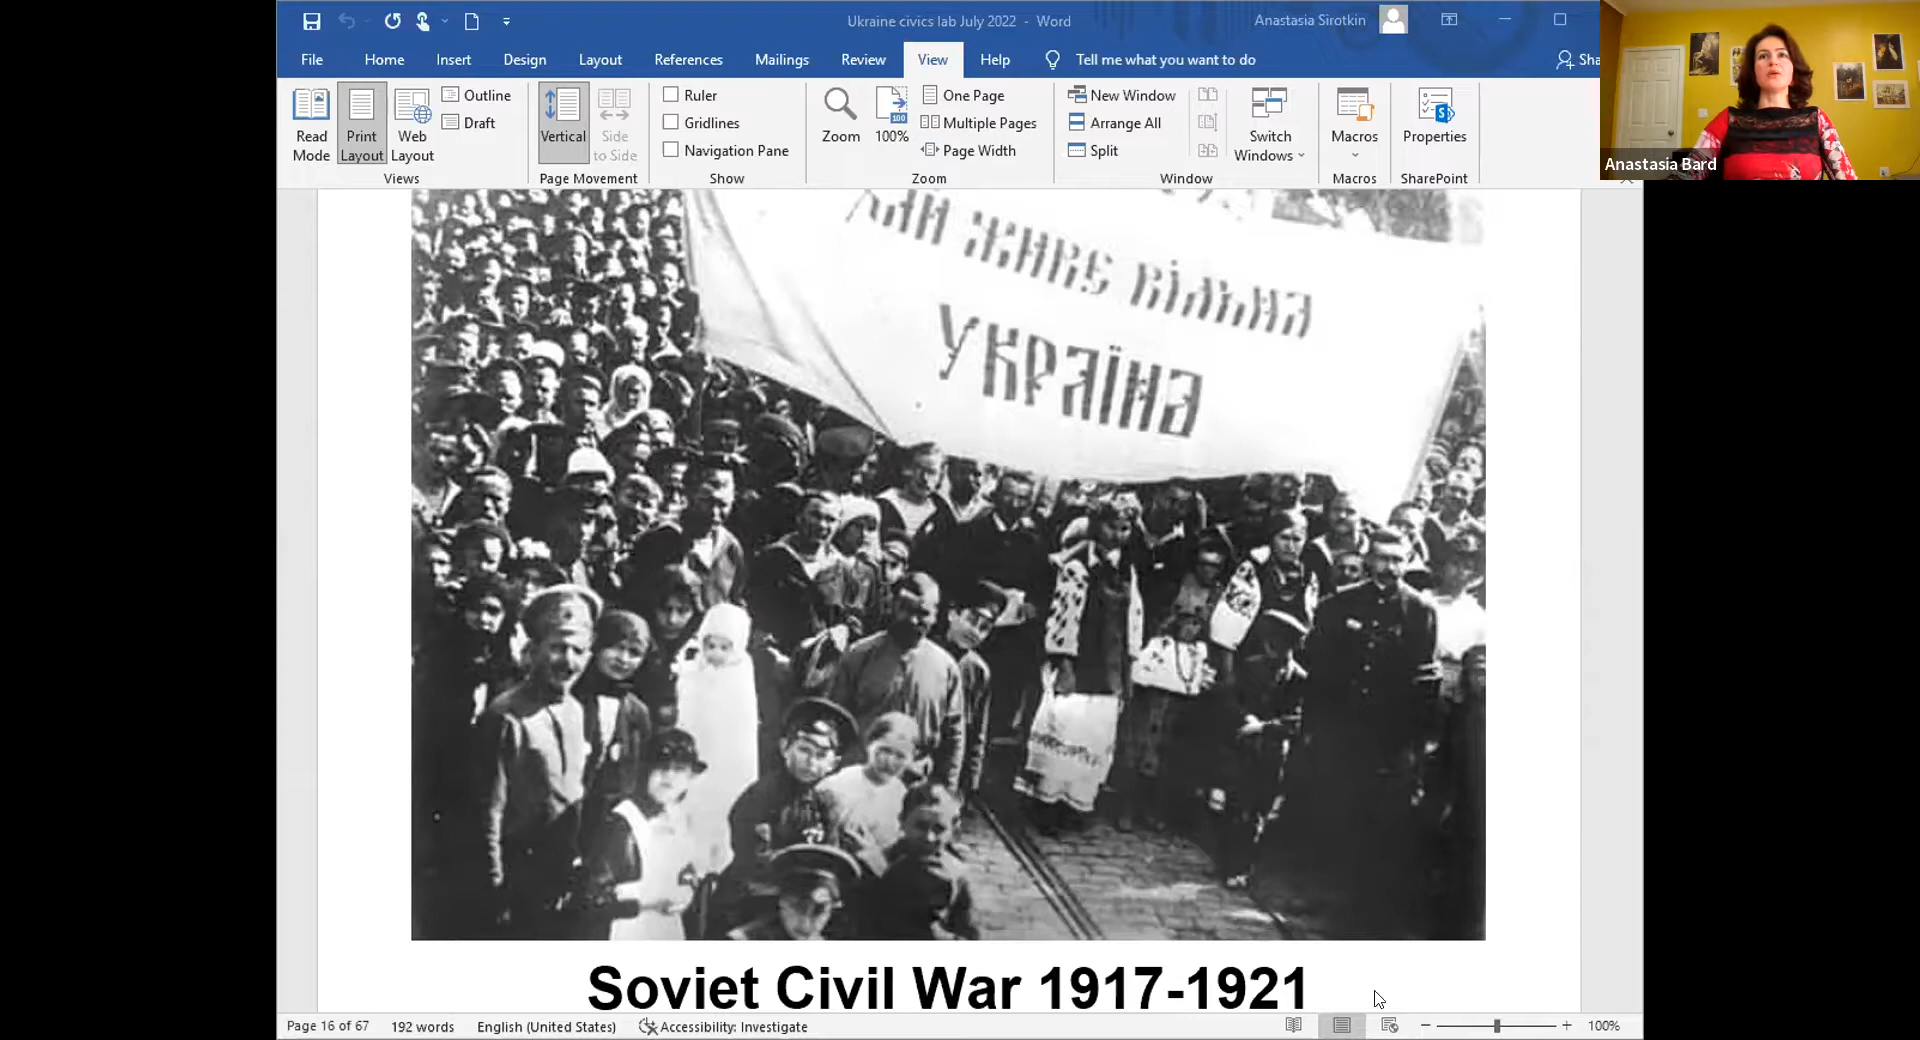 Ukraine civics lab July 2022 - Word
Anastasia Sirotkin
File Home Insert Design Layout References Mailings Review View Help Tell me what you want to do
Read Mode
Print Layout
Web Layout
Outline
Draft
Views
Vertical
Side to Side
Page Movement
Ruler
Gridlines
Navigation Pane
Show
Zoom
100
100%
One Page
Multiple Pages
Page Width
Zoom
New Window
Arrange All
Split
Switch Windows
Window
Macros
Macros
Properties
SharePoint
Anastasia Bard
живе вільна
Україна
Soviet Civil War 1917-1921
Page 16 of 67 192 words English (United States) Accessibility: Investigate 100%